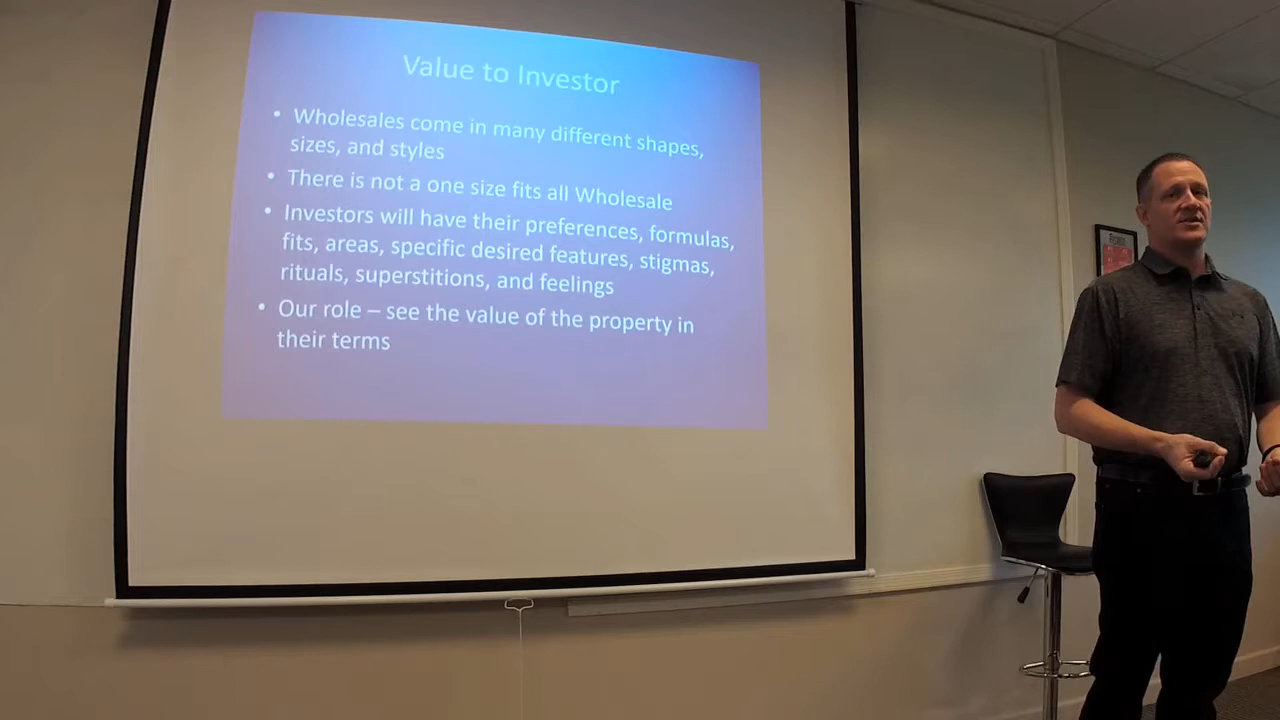 Value to Investor
• Wholesales come in many different shapes,
sizes, and styles
• There is not a one size fits all Wholesale
• Investors will have their preferences, formulas,
fits, areas, specific desired features, stigmas,
rituals, superstitions, and feelings
• Our role – see the value of the property in
their terms